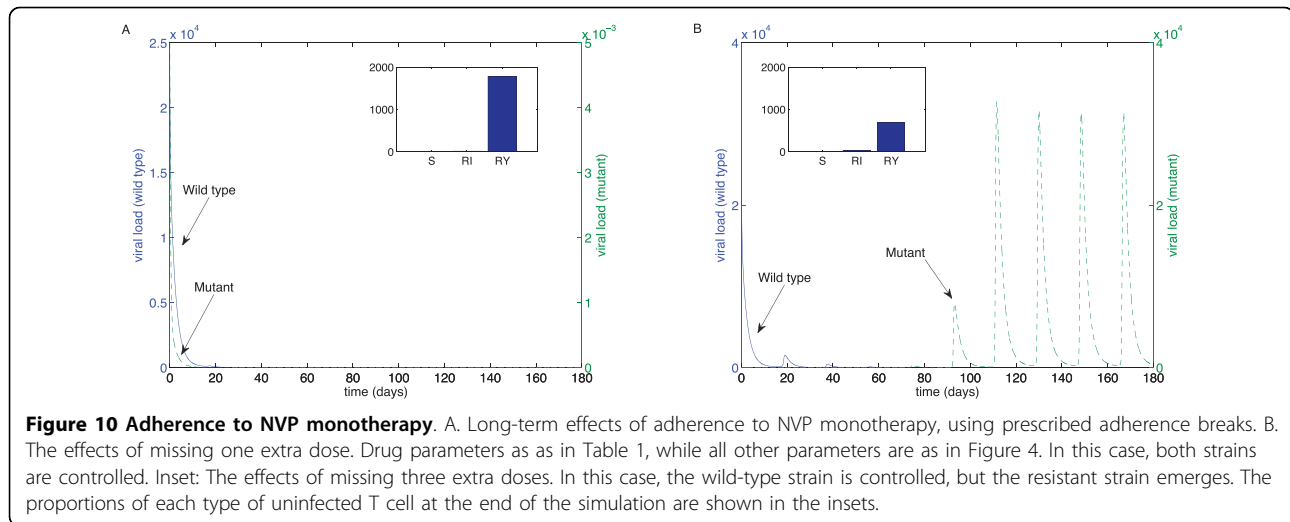 A
x 10^4
2.5
2
1.5
1
0.5
0
viral load (wild type)
x 10^-3
5
4
3
2
1
0
viral load (mutant)
2000
1000
0
S RI RY
Wild type
Mutant
0 20 40 60 80 100 120 140 160 180
time (days)
B
x 10^4
4
2
0
viral load (wild type)
x 10^4
4
2
0
viral load (mutant)
2000
1000
0
S RI RY
Wild type
Mutant
0 20 40 60 80 100 120 140 160 180
time (days)
Figure 10 Adherence to NVP monotherapy. A. Long-term effects of adherence to NVP monotherapy, using prescribed adherence breaks. B.
The effects of missing one extra dose. Drug parameters as as in Table 1, while all other parameters are as in Figure 4. In this case, both strains
are controlled. Inset: The effects of missing three extra doses. In this case, the wild-type strain is controlled, but the resistant strain emerges. The
proportions of each type of uninfected T cell at the end of the simulation are shown in the insets.